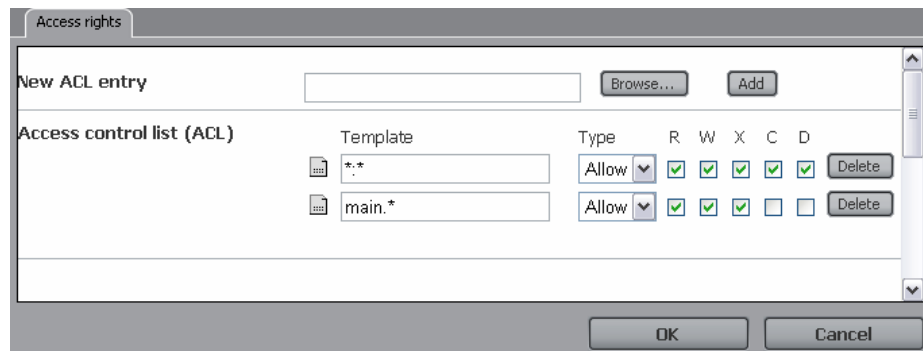 Access rights
New ACL entry Browse... Add
Access control list (ACL) Template Type R W X C D
*:* Allow Delete
main.* Allow Delete
OK Cancel